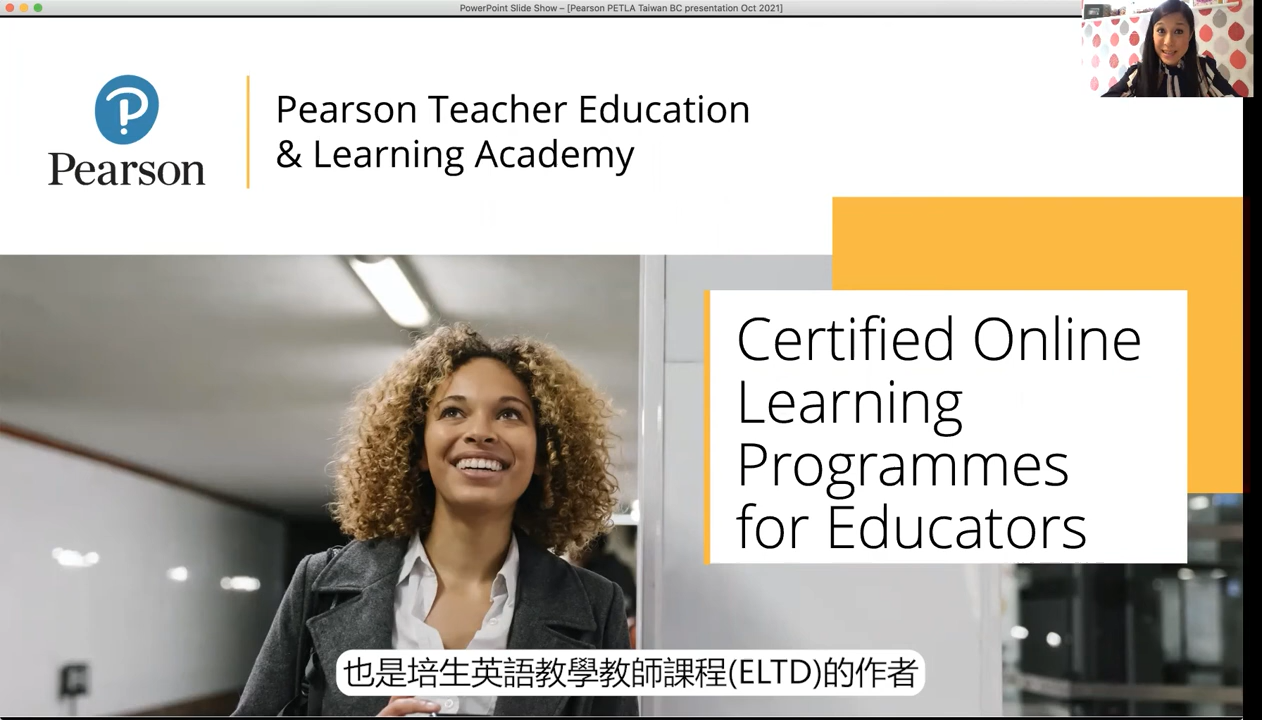 PowerPoint Slide Show – [Pearson PETLA Taiwan BC presentation Oct 2021]
Pearson
Pearson Teacher Education
& Learning Academy
Certified Online
Learning
Programmes
for Educators
也是培生英語教學教師課程(ELTD)的作者